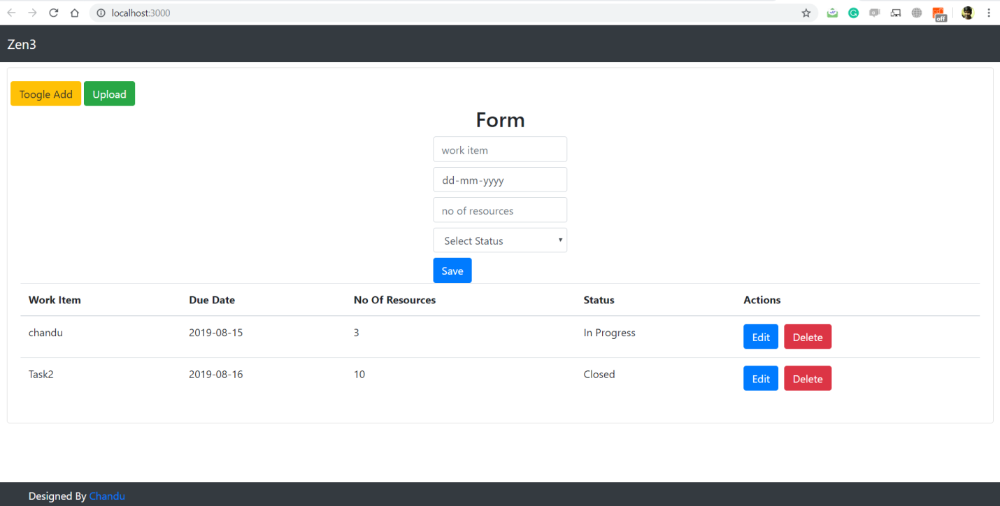 localhost:3000
off
Zen3
Toogle Add Upload
Form
work item
dd-mm-yyyy
no of resources
Select Status
Save
Work Item Due Date No Of Resources Status Actions
chandu 2019-08-15 3 In Progress Edit Delete
Task2 2019-08-16 10 Closed Edit Delete
Designed By Chandu